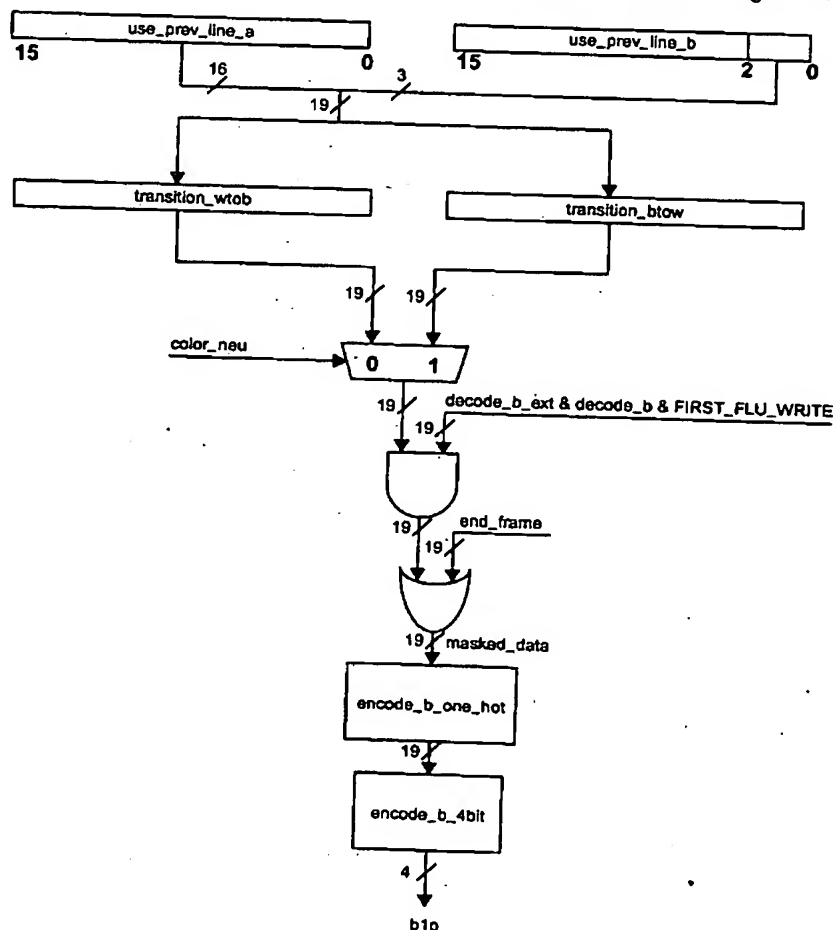 use_prev_line_a
use_prev_line_b
15
0
15
2
0
16
3
19
transition_wtob
transition_btow
19
19
color_neu
0
1
19
decode_b_ext & decode_b & FIRST_FLU_WRITE
19
19
end_frame
19
19
masked_data
encode_b_one_hot
19
encode_b_4bit
4
b1p